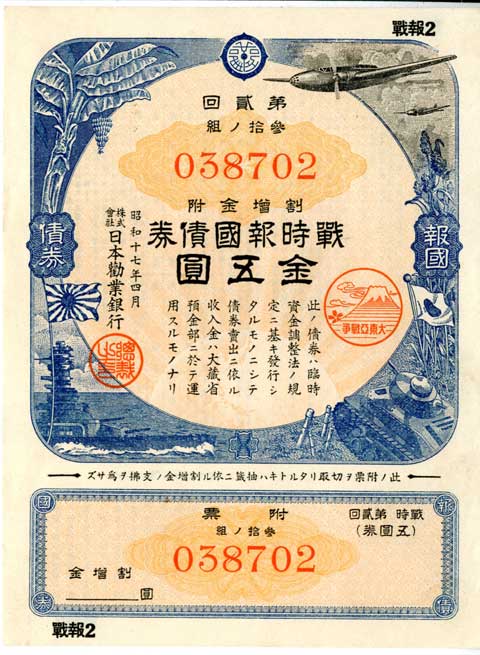 戰報2
回貳第
組ノ拾參
038702
附金增割
券債國報時戰
圓五金
報國
債券
此ノ債券ハ臨時
資金調整法ノ規
定ニ基キ發行シ
タルモノニシテ
債券賣出ニ依ル
收入金ハ大藏省
預金部ニ於テ運
用スルモノナリ
昭和十七年四月
株式會社日本勸業銀行
大東亞戰爭
此ノ附票ヲ切取リタルトキハ抽籤ニ依ル割增金ノ支拂ヲ爲サズ
國 報
票附
組ノ拾參
038702
回貳第 時戰
(券圓五)
金增割
圓
券 債
戰報2